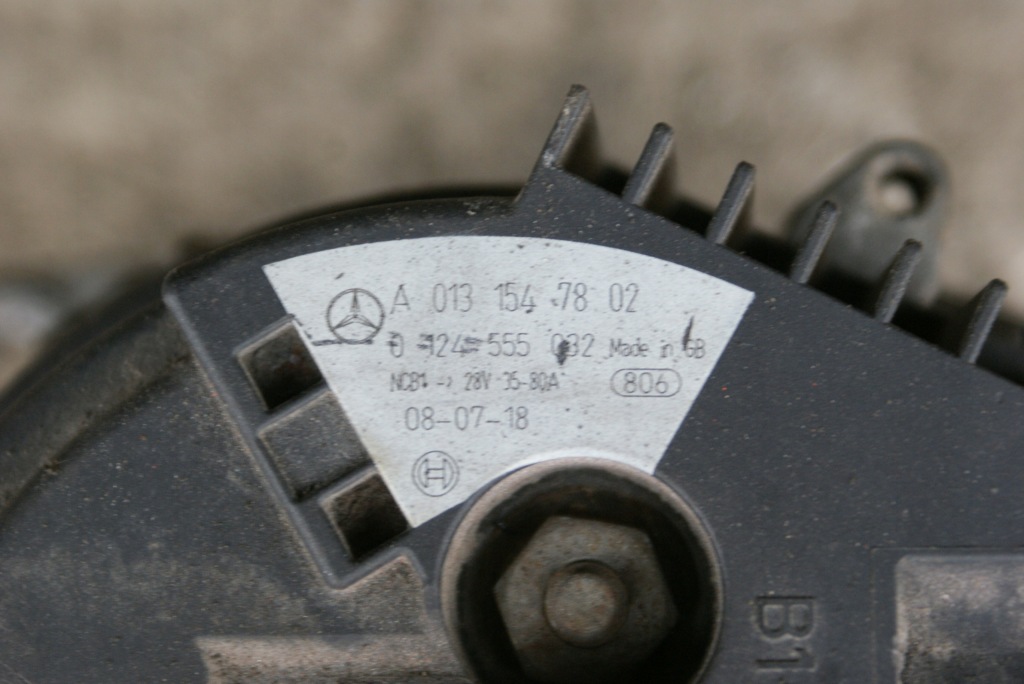 A 013 154 78 02
0 124 555 032 Made in GB
NCB1 -> 28V 35-80A
806
08-07-18
B1